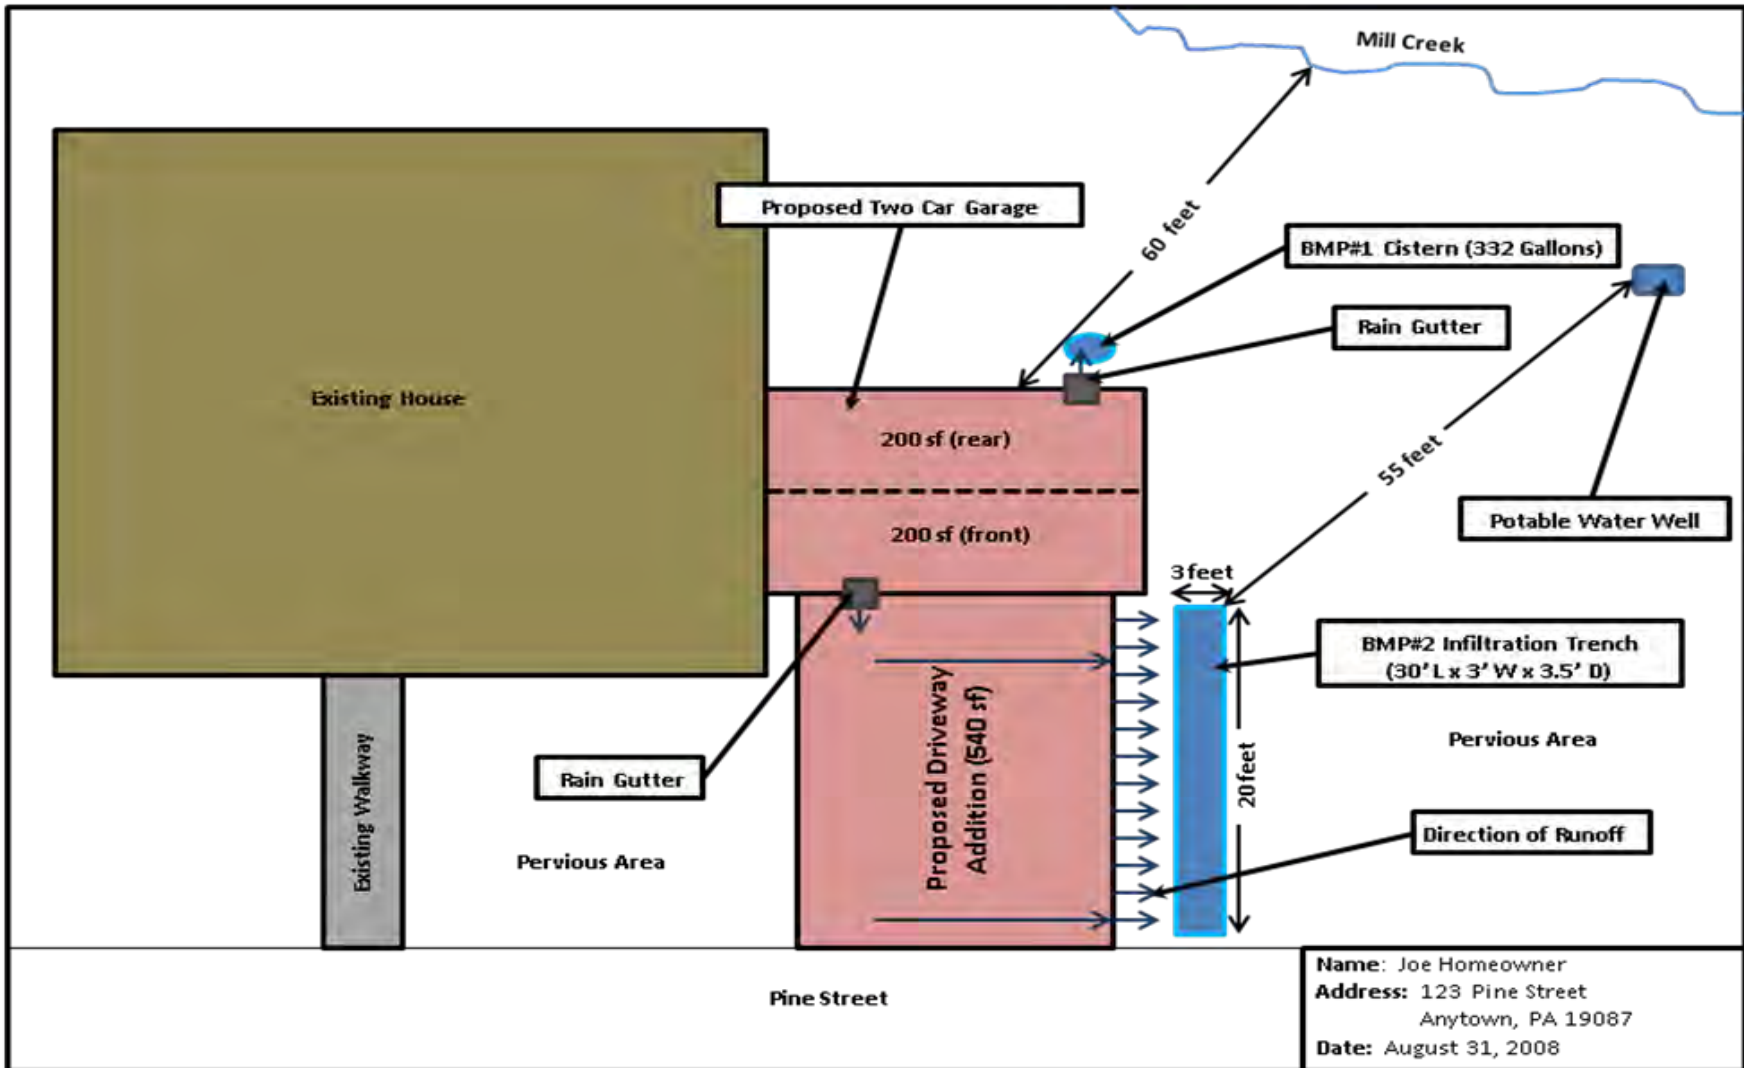 Mill Creek
Proposed Two Car Garage
60 feet
BMP#1 Cistern (332 Gallons)
Rain Gutter
Existing House
200 sf (rear)
55 feet
Potable Water Well
200 sf (front)
3 feet
BMP#2 Infiltration Trench
(30' L x 3' W x 3.5' D)
Proposed Driveway
Addition (540 sf)
Pervious Area
Rain Gutter
20 feet
Existing Walkway
Direction of Runoff
Pervious Area
Pine Street
Name: Joe Homeowner
Address: 123 Pine Street
Anytown, PA 19087
Date: August 31, 2008